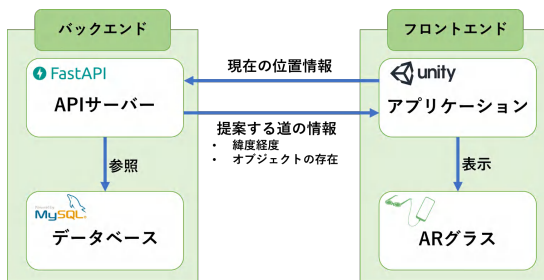 バックエンド
FastAPI
APIサーバー
参照
MySQL
データベース
現在の位置情報
提案する道の情報
・ 緯度経度
・ オブジェクトの存在
フロントエンド
unity
アプリケーション
表示
ARグラス